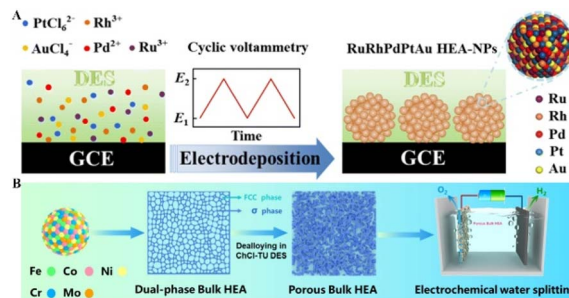 A
PtCl₆²⁻ Rh³⁺
AuCl₄⁻ Pd²⁺ Ru³⁺
DES
GCE
Cyclic voltammetry
E₂
E₁
Time
Electrodeposition
RuRhPdPtAu HEA-NPs
DES
GCE
Ru
Rh
Pd
Pt
Au
B
Fe Co Ni
Cr Mo
FCC phase
σ phase
Dual-phase Bulk HEA
Dealloying in
ChCl-TU DES
Porous Bulk HEA
O₂
H₂
Porous Bulk HEA
Electrochemical water splitting